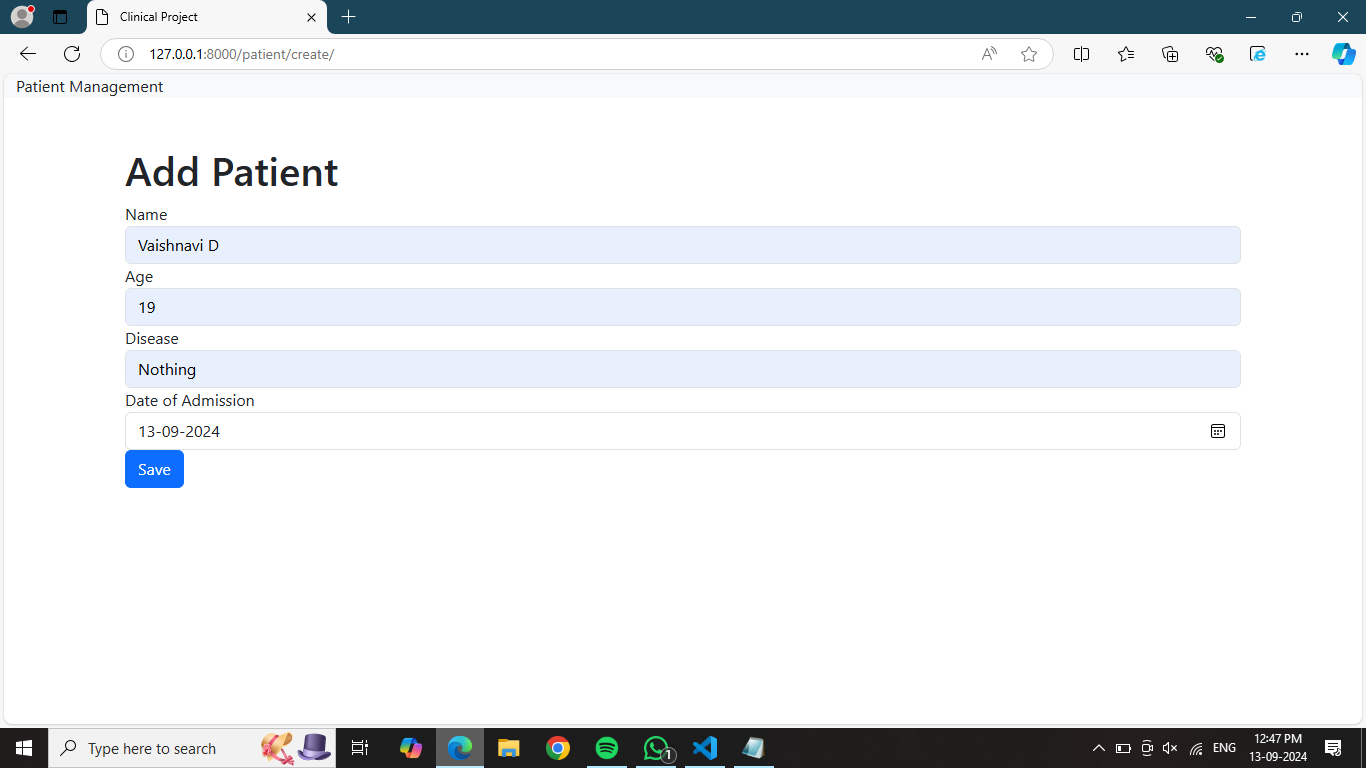 Clinical Project
127.0.0.1:8000/patient/create/
Patient Management
Add Patient
Name
Vaishnavi D
Age
19
Disease
Nothing
Date of Admission
13-09-2024
Save
Type here to search
1
ENG
12:47 PM
13-09-2024